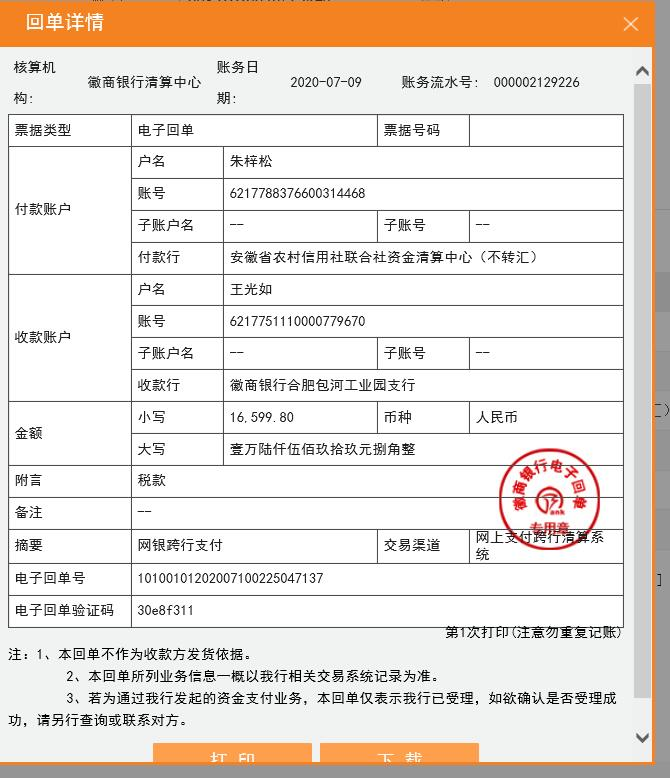 回单详情
核算机构： 徽商银行清算中心 账务日期： 2020-07-09 账务流水号： 000002129226
票据类型 电子回单 票据号码
付款账户 户名 朱梓松
账号 6217788376600314468
子账户名 -- 子账号 --
付款行 安徽省农村信用社联合社资金清算中心（不转汇）
收款账户 户名 王光如
账号 6217751110000779670
子账户名 -- 子账号 --
收款行 徽商银行合肥包河工业园支行
金额 小写 16,599.80 币种 人民币
大写 壹万陆仟伍佰玖拾玖元捌角整
附言 税款
备注 --
徽商银行电子回单
ank
专用章
摘要 网银跨行支付 交易渠道 网上支付跨行清算系统
电子回单号 10100101202007100225047137
电子回单验证码 30e8f311
第1次打印(注意勿重复记账)
注：1、本回单不作为收款方发货依据。
2、本回单所列业务信息一概以我行相关交易系统记录为准。
3、若为通过我行发起的资金支付业务，本回单仅表示我行已受理，如欲确认是否受理成
功，请另行查询或联系对方。
打 印 下 载